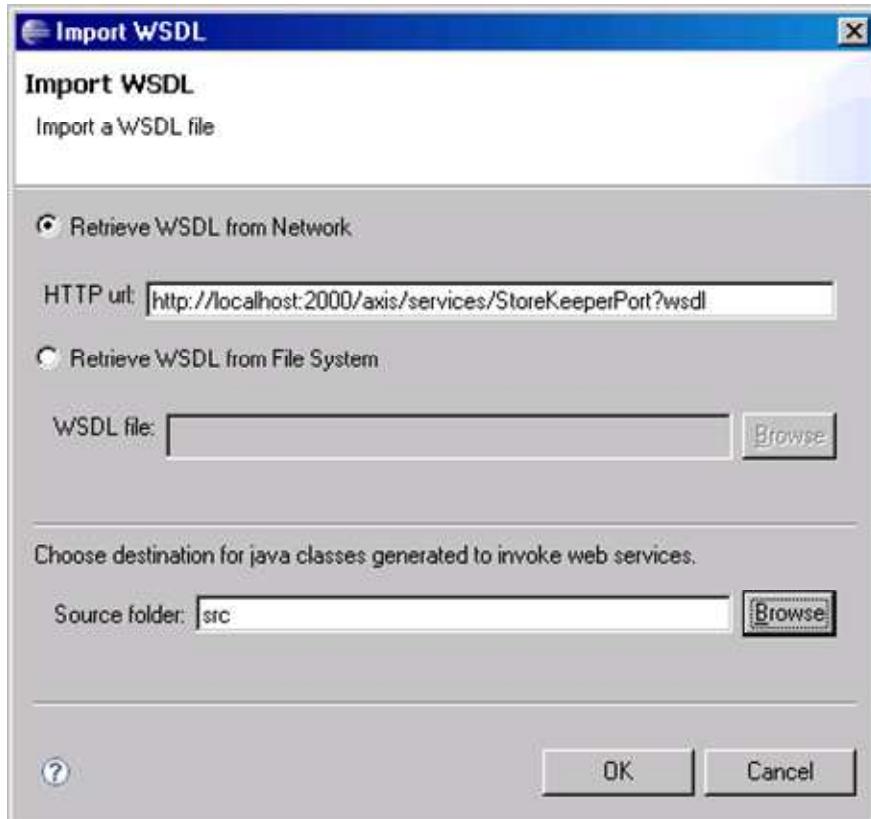 Import WSDL
Import WSDL
Import a WSDL file
Retrieve WSDL from Network
HTTP url: http://localhost:2000/axis/services/StoreKeeperPort?wsdl
Retrieve WSDL from File System
WSDL file: Browse
Choose destination for java classes generated to invoke web services.
Source folder: src Browse
? OK Cancel